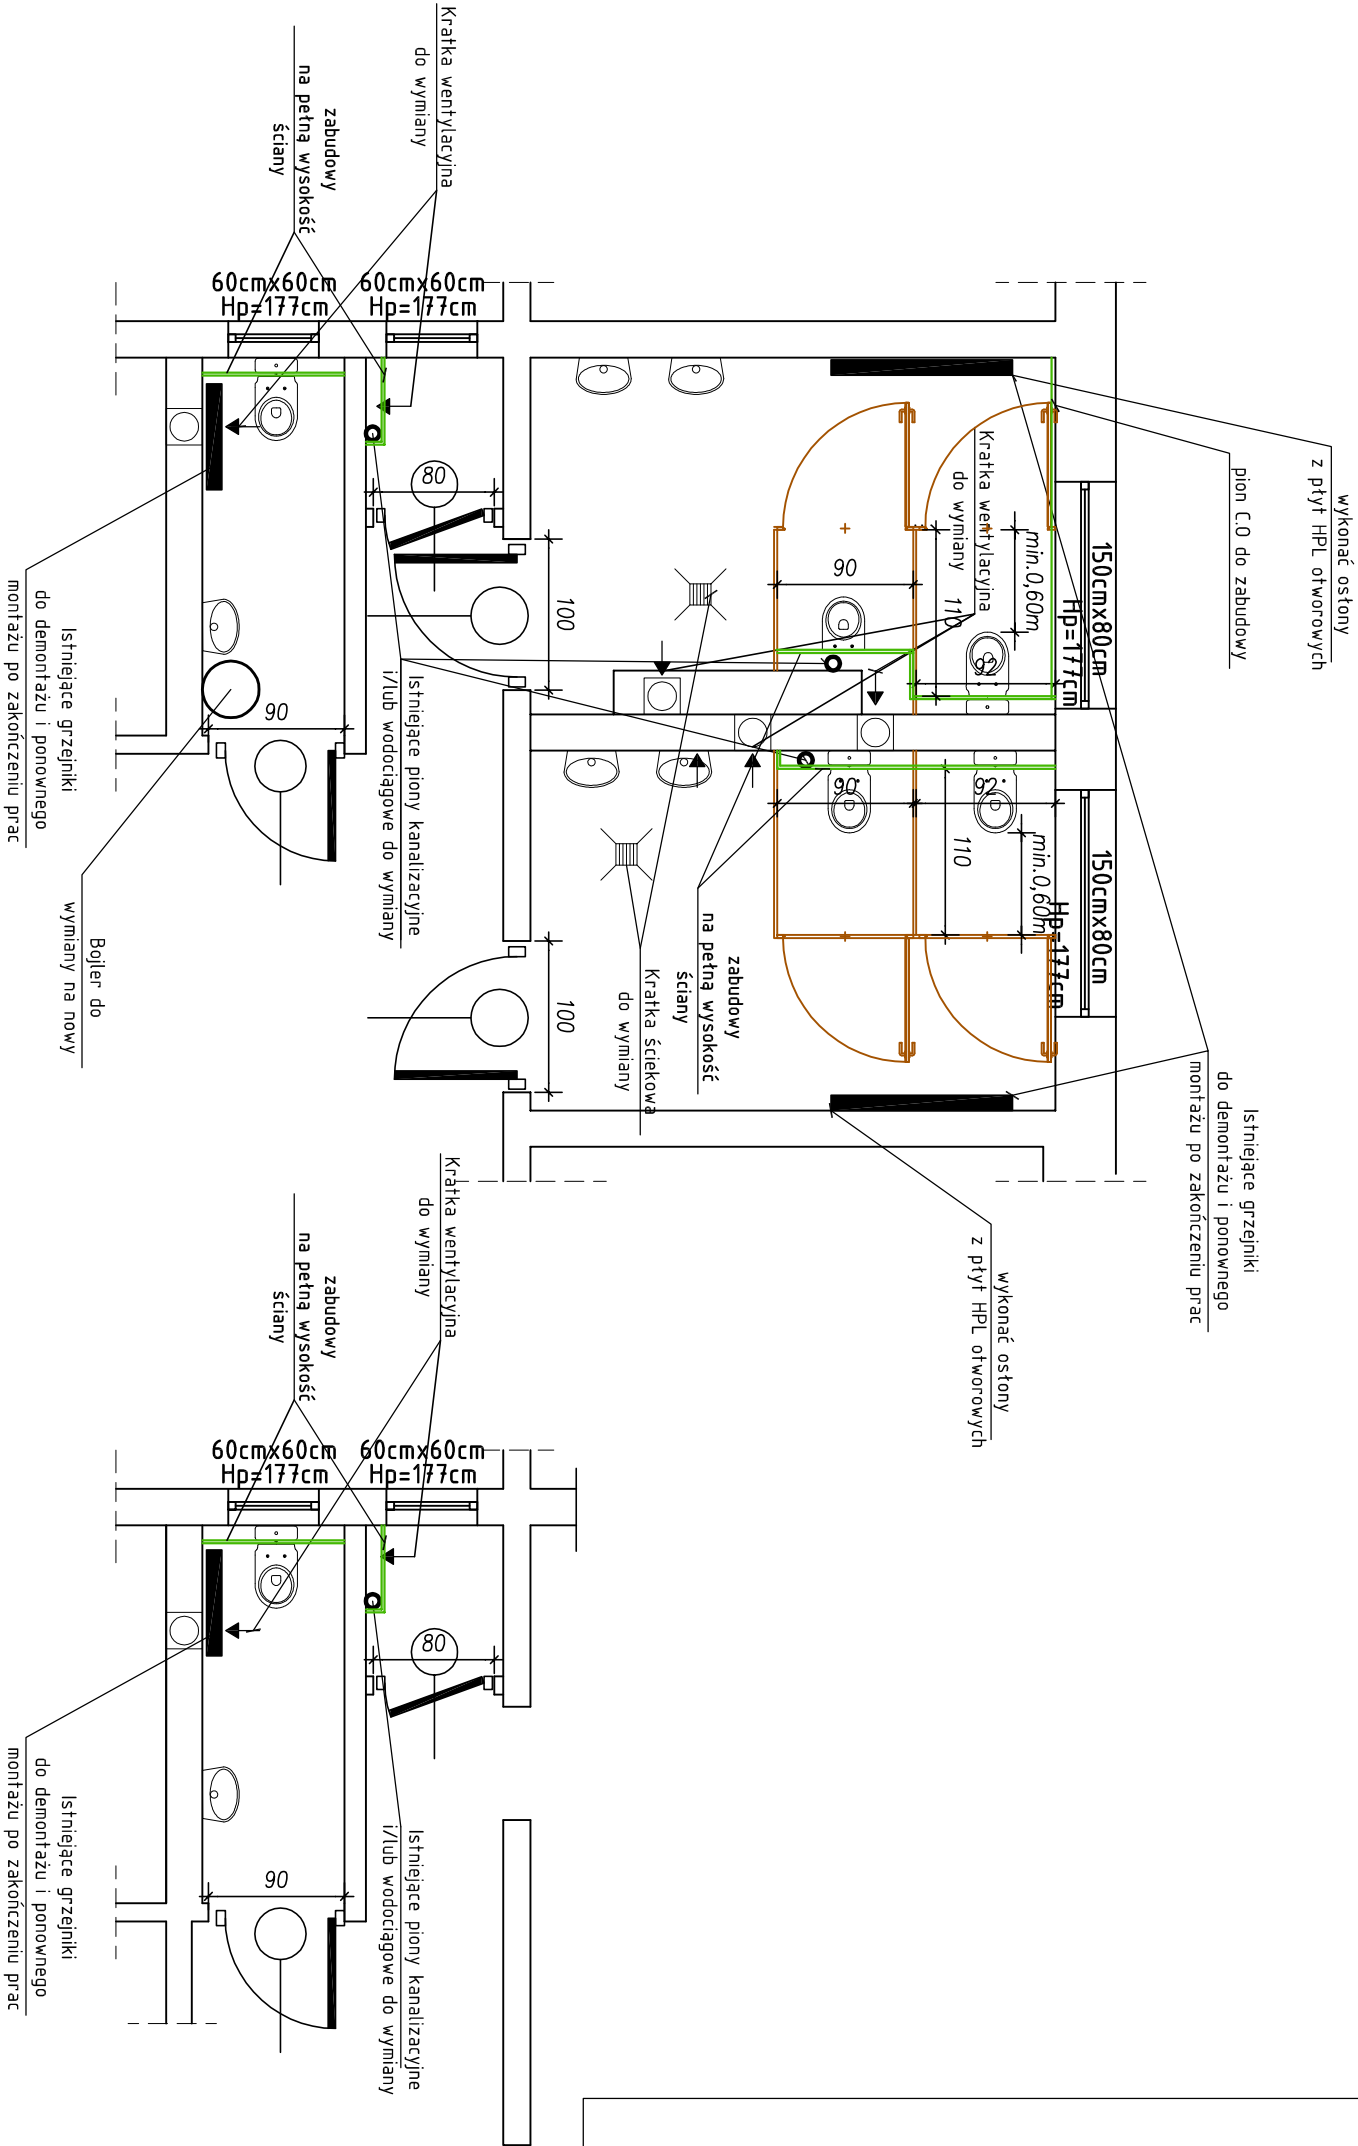 Kratka wentylacyjna
do wymiany
zabudowy
na pełną wysokość
ściany
60cmx60cm
Hp=177cm
60cmx60cm
Hp=177cm
wykonać osłony
z płyt HPL otworowych
pion C.O do zabudowy
150cmx80cm
Hp=177cm
min.0,60m
Kratka wentylacyjna
do wymiany
110
92
90
80
100
Istniejące grzejniki
do demontażu i ponownego
montażu po zakończeniu prac
90
Istniejące piony kanalizacyjne
i/lub wodociągowe do wymiany
Bojler do
wymiany na nowy
150cmx80cm
Hp=177cm
min.0,60m
110
92
90
zabudowy
na pełną wysokość
ściany
Kratka ściekowa
do wymiany
100
Istniejące grzejniki
do demontażu i ponownego
montażu po zakończeniu prac
wykonać osłony
z płyt HPL otworowych
Kratka wentylacyjna
do wymiany
zabudowy
na pełną wysokość
ściany
60cmx60cm
Hp=177cm
60cmx60cm
Hp=177cm
80
90
Istniejące grzejniki
do demontażu i ponownego
montażu po zakończeniu prac
Istniejące piony kanalizacyjne
i/lub wodociągowe do wymiany